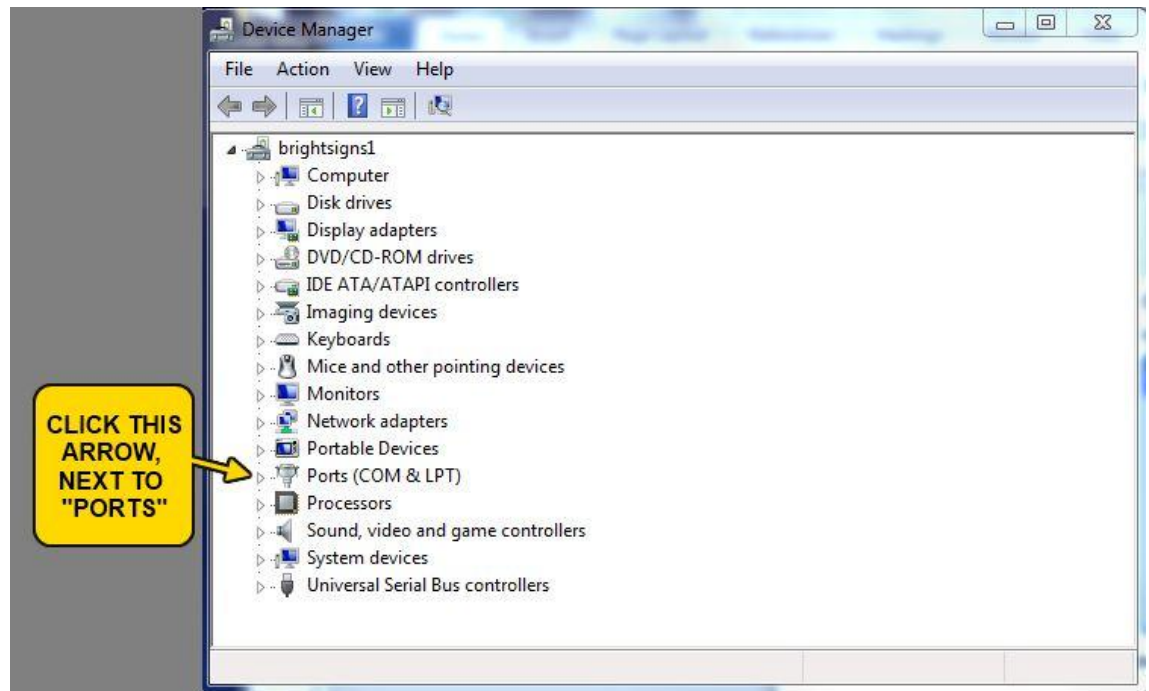 Device Manager
File Action View Help
brightsigns1
Computer
Disk drives
Display adapters
DVD/CD-ROM drives
IDE ATA/ATAPI controllers
Imaging devices
Keyboards
Mice and other pointing devices
Monitors
Network adapters
Portable Devices
Ports (COM & LPT)
Processors
Sound, video and game controllers
System devices
Universal Serial Bus controllers
CLICK THIS
ARROW,
NEXT TO
"PORTS"